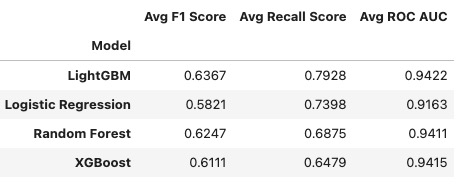 Avg F1 Score Avg Recall Score Avg ROC AUC
Model
LightGBM 0.6367 0.7928 0.9422
Logistic Regression 0.5821 0.7398 0.9163
Random Forest 0.6247 0.6875 0.9411
XGBoost 0.6111 0.6479 0.9415